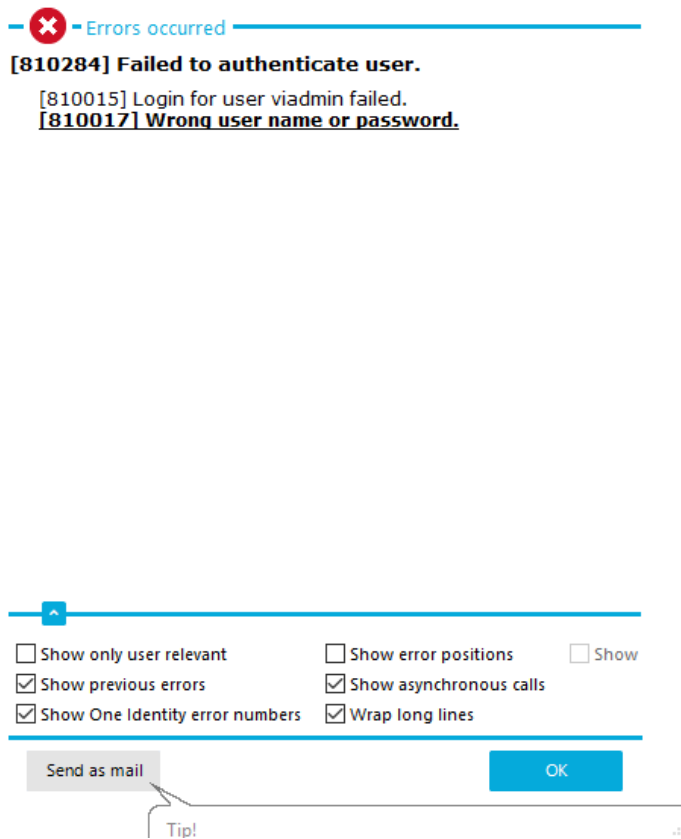 Errors occurred
[810284] Failed to authenticate user.
[810015] Login for user viadmin failed.
[810017] Wrong user name or password.
Show only user relevant
Show error positions
Show
Show previous errors
Show asynchronous calls
Show One Identity error numbers
Wrap long lines
Send as mail
OK
Tip!